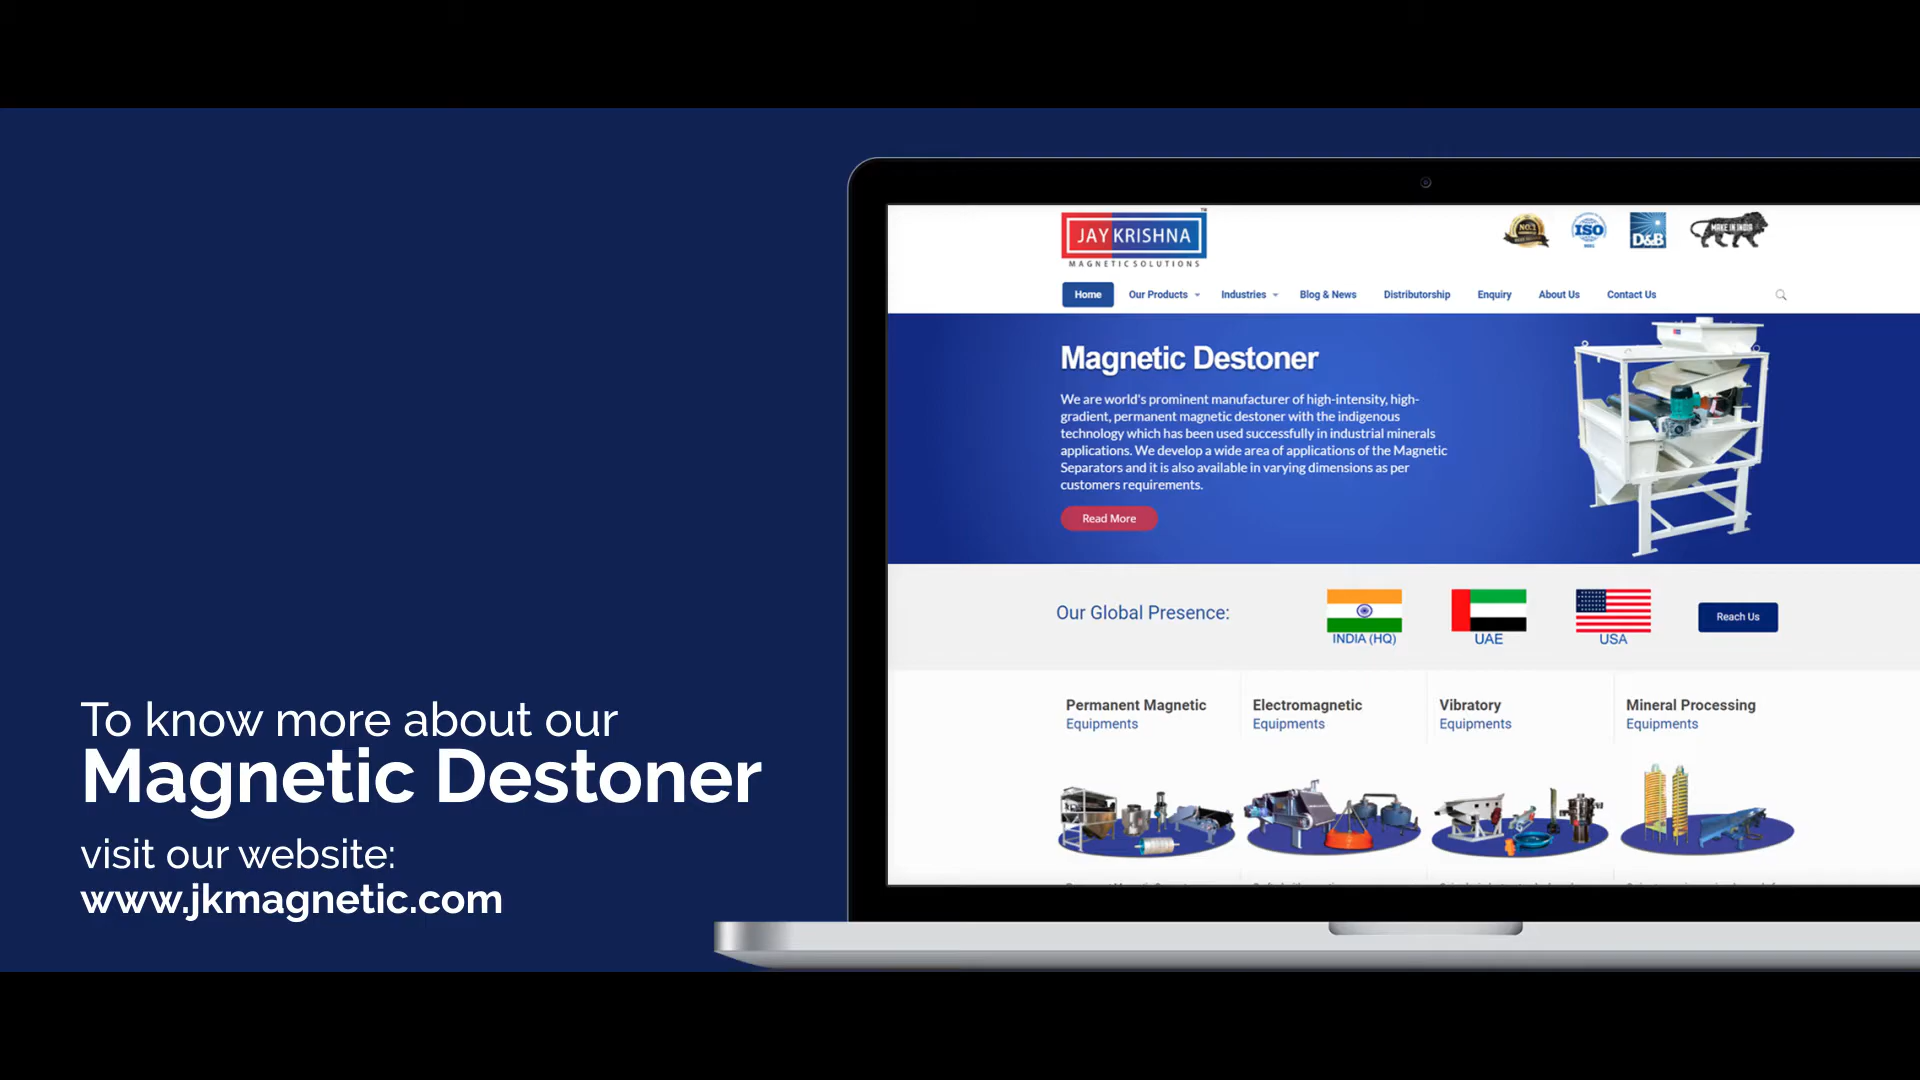 To know more about our
Magnetic Destoner
visit our website:
www.jkmagnetic.com
JAY KRISHNA
MAGNETIC SOLUTIONS
NO.1
ISO
D&B
MAKE IN INDIA
Home Our Products Industries Blog & News Distributorship Enquiry About Us Contact Us
Magnetic Destoner
We are world's prominent manufacturer of high-intensity, high-
gradient, permanent magnetic destoner with the indigenous
technology which has been used successfully in industrial minerals
applications. We develop a wide area of applications of the Magnetic
Separators and it is also available in varying dimensions as per
customers requirements.
Read More
Our Global Presence:
INDIA (HQ)
UAE
USA
Reach Us
Permanent Magnetic
Equipments
Electromagnetic
Equipments
Vibratory
Equipments
Mineral Processing
Equipments